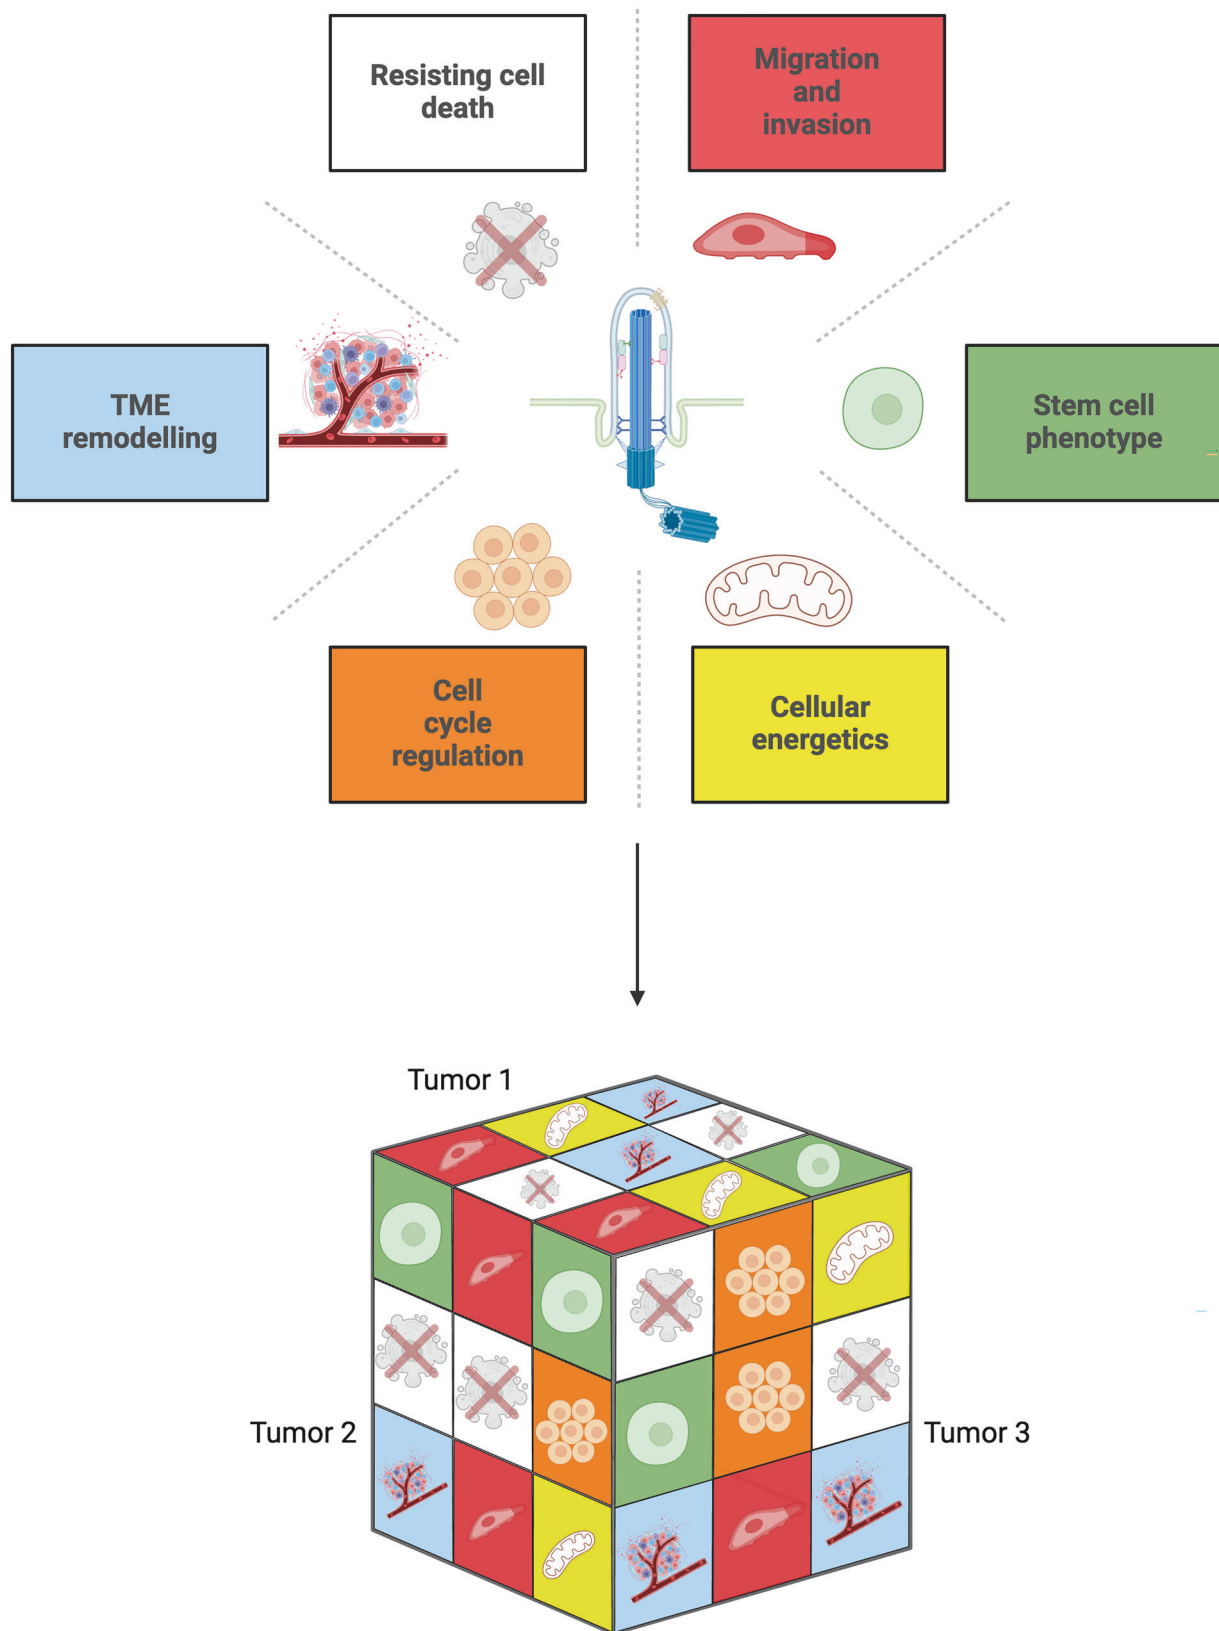 Resisting cell
death
Migration
and
invasion
TME
remodelling
Stem cell
phenotype
Cell
cycle
regulation
Cellular
energetics
Tumor 1
Tumor 2
Tumor 3